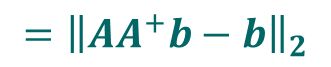 = ‖AA⁺b − b‖₂